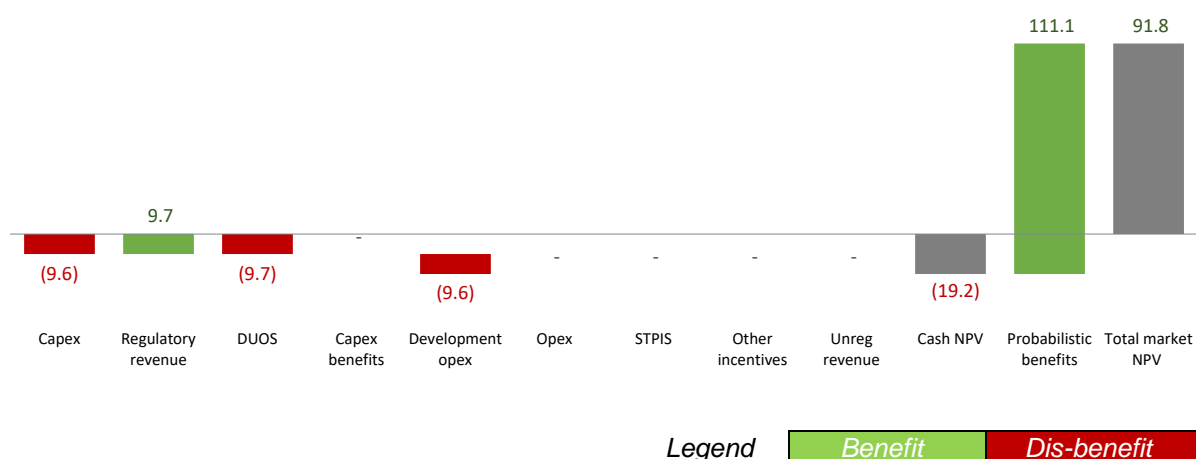 111.1 91.8
9.7
-
(9.6) (9.7) (9.6) - - - - (19.2)
Capex Regulatory DUOS Capex Development Opex STPIS Other Unreg Cash NPV Probabilistic Total market
revenue benefits opex incentives revenue benefits NPV
Legend Benefit Dis-benefit